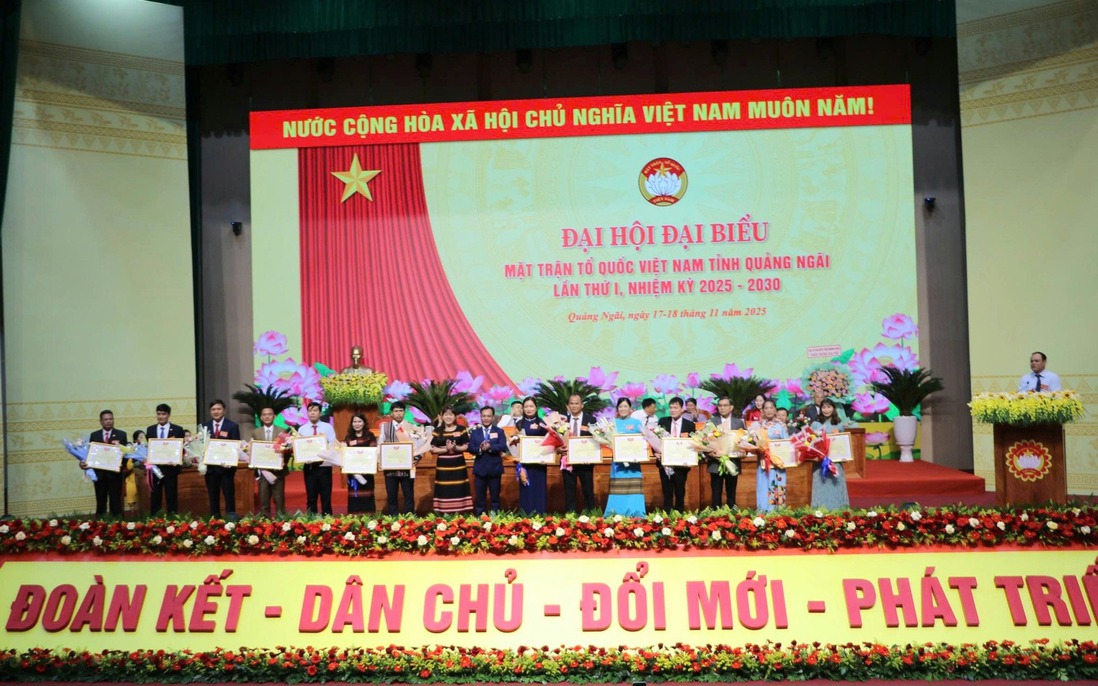 NƯỚC CỘNG HÒA XÃ HỘI CHỦ NGHĨA VIỆT NAM MUÔN NĂM!
VIỆT NAM
ĐẠI HỘI ĐẠI BIỂU
MẶT TRẬN TỔ QUỐC VIỆT NAM TỈNH QUẢNG NGÃI
LẦN THỨ I, NHIỆM KỲ 2025 - 2030
Quảng Ngãi, ngày 17-18 tháng 11 năm 2025
ĐOÀN KẾT - DÂN CHỦ - ĐỔI MỚI - PHÁT TRIỂ